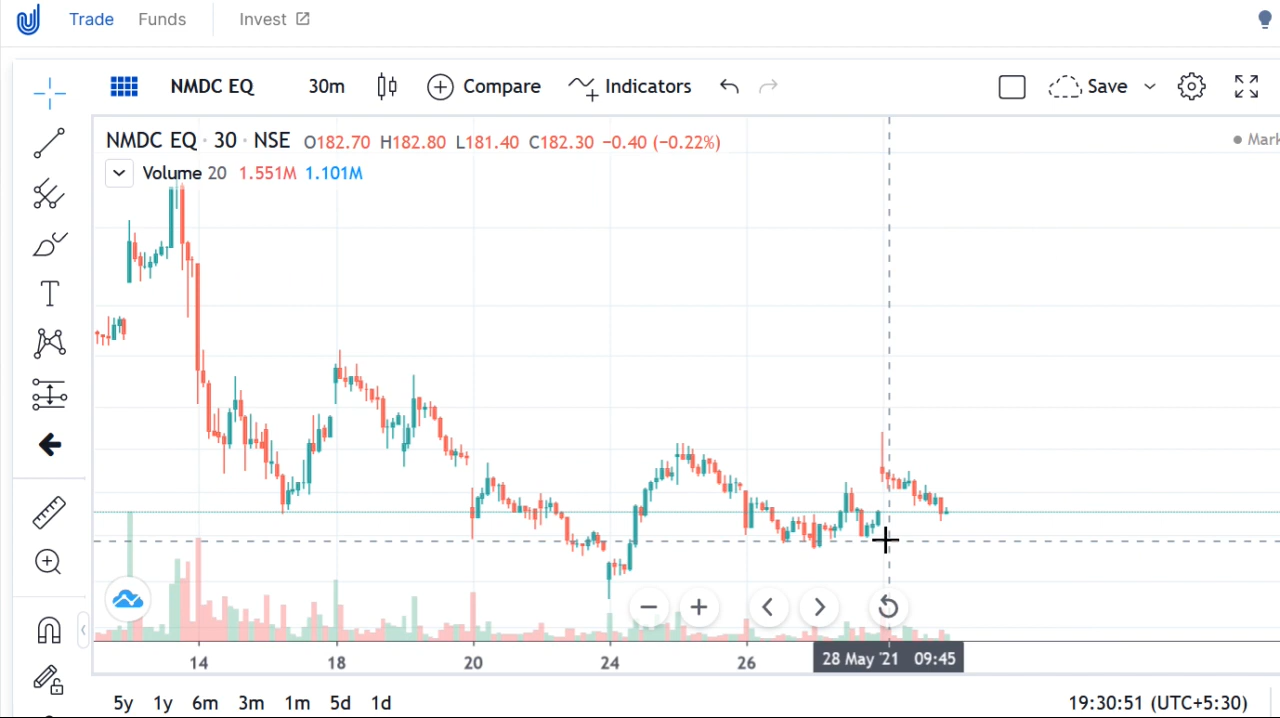 Trade Funds Invest
NMDC EQ 30m Compare Indicators Save
NMDC EQ · 30 · NSE O182.70 H182.80 L181.40 C182.30 −0.40 (−0.22%)
Mark
Volume 20 1.551M 1.101M
T
14 18 20 24 26 28 May '21 09:45
5y 1y 6m 3m 1m 5d 1d 19:30:51 (UTC+5:30)